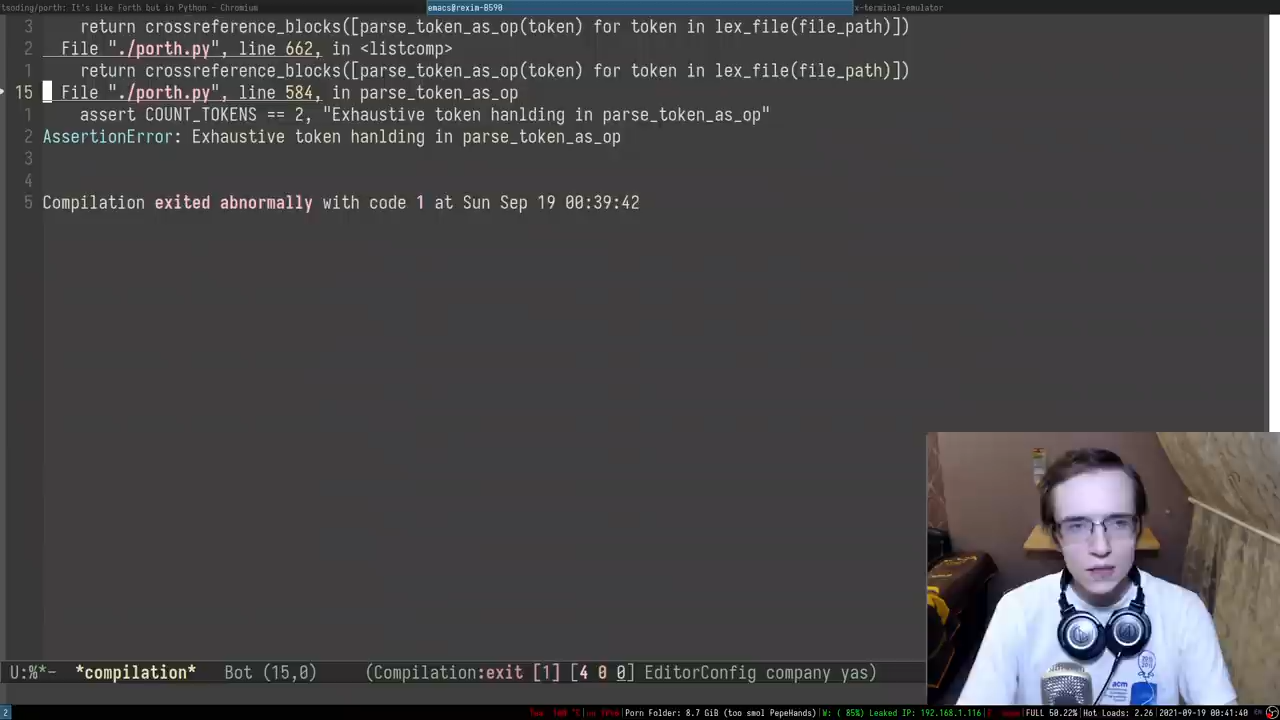 tsoding/porth: It's like Forth but in Python - Chromium
emacs@rexim-B590
x-terminal-emulator
3 return crossreference_blocks([parse_token_as_op(token) for token in lex_file(file_path)])
2 File "./porth.py", line 662, in <listcomp>
1 return crossreference_blocks([parse_token_as_op(token) for token in lex_file(file_path)])
15 File "./porth.py", line 584, in parse_token_as_op
1 assert COUNT_TOKENS == 2, "Exhaustive token hanlding in parse_token_as_op"
2 AssertionError: Exhaustive token hanlding in parse_token_as_op
3
4
5 Compilation exited abnormally with code 1 at Sun Sep 19 00:39:42
U:%*- *compilation* Bot (15,0) (Compilation:exit [1] [4 0 0] EditorConfig company yas)
2
Porn Folder: 8.7 GiB (too smol PepeHands) W: ( 85%) Leaked IP: 192.168.1.116 FULL 50.22% Hot Loads: 2.26 2021-09-19 00:41:40